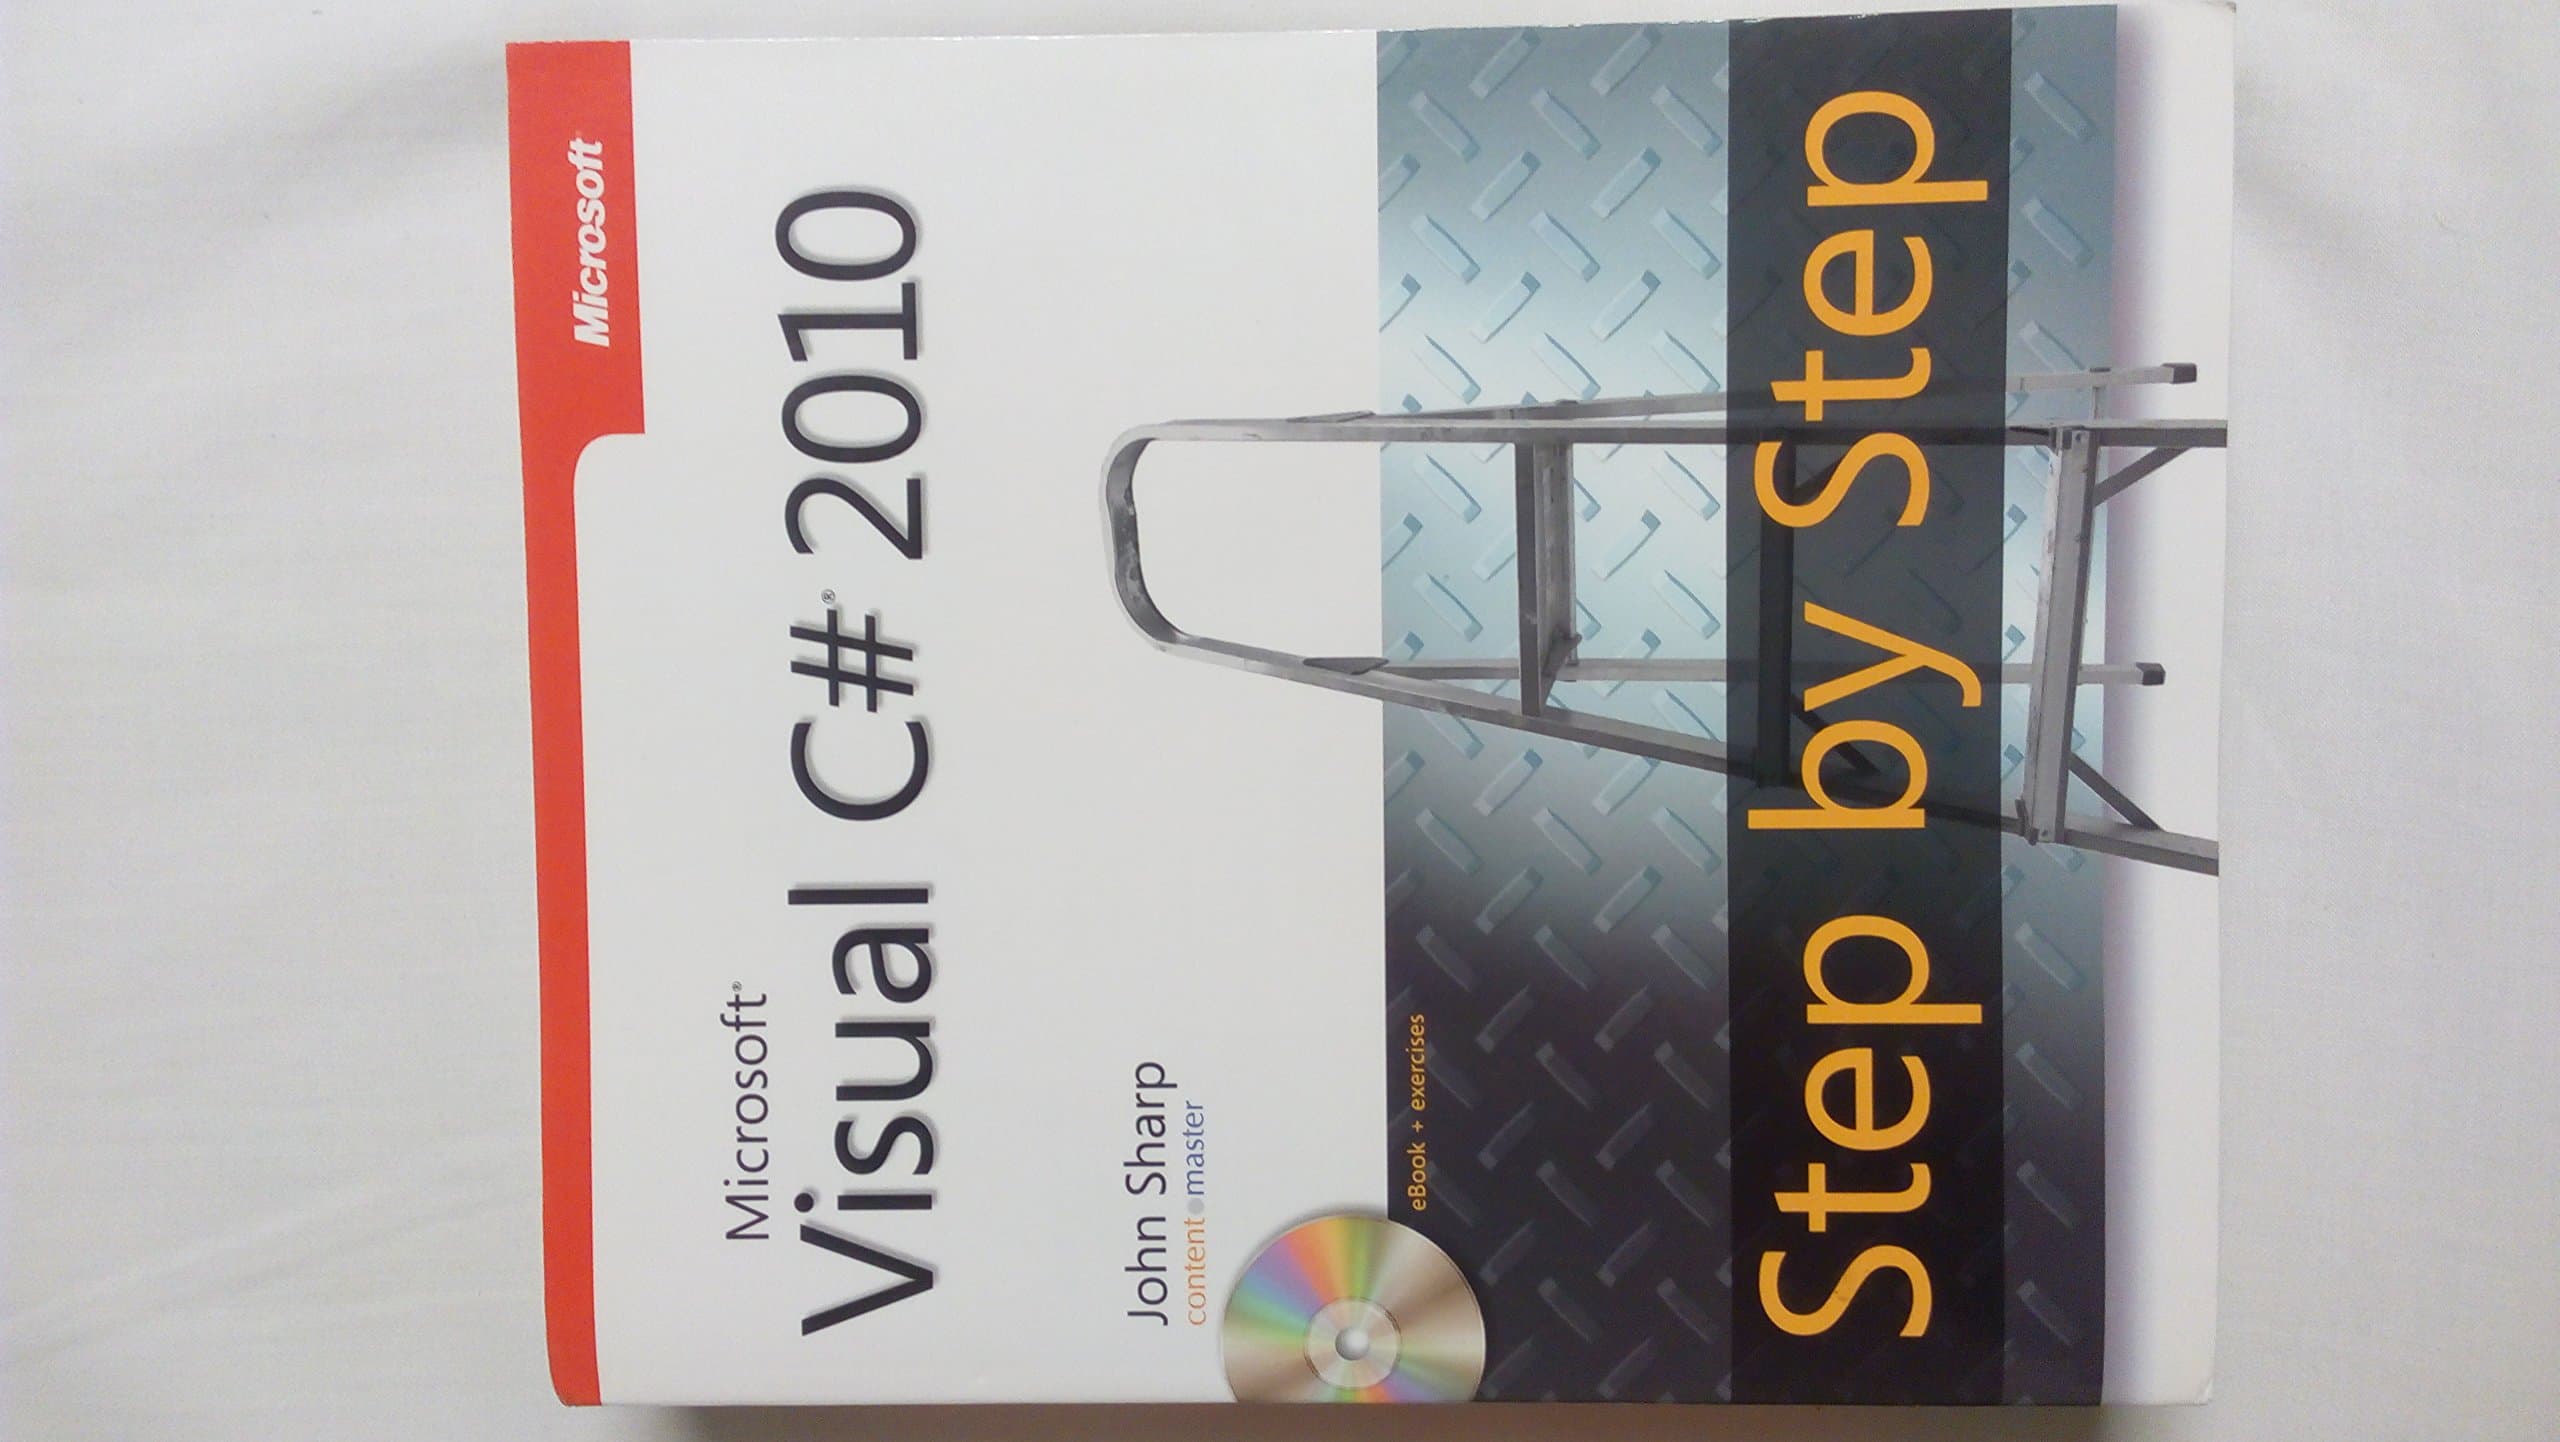 Microsoft
Microsoft®
Visual C#® 2010
John Sharp
content master
eBook + exercises
Step by Step